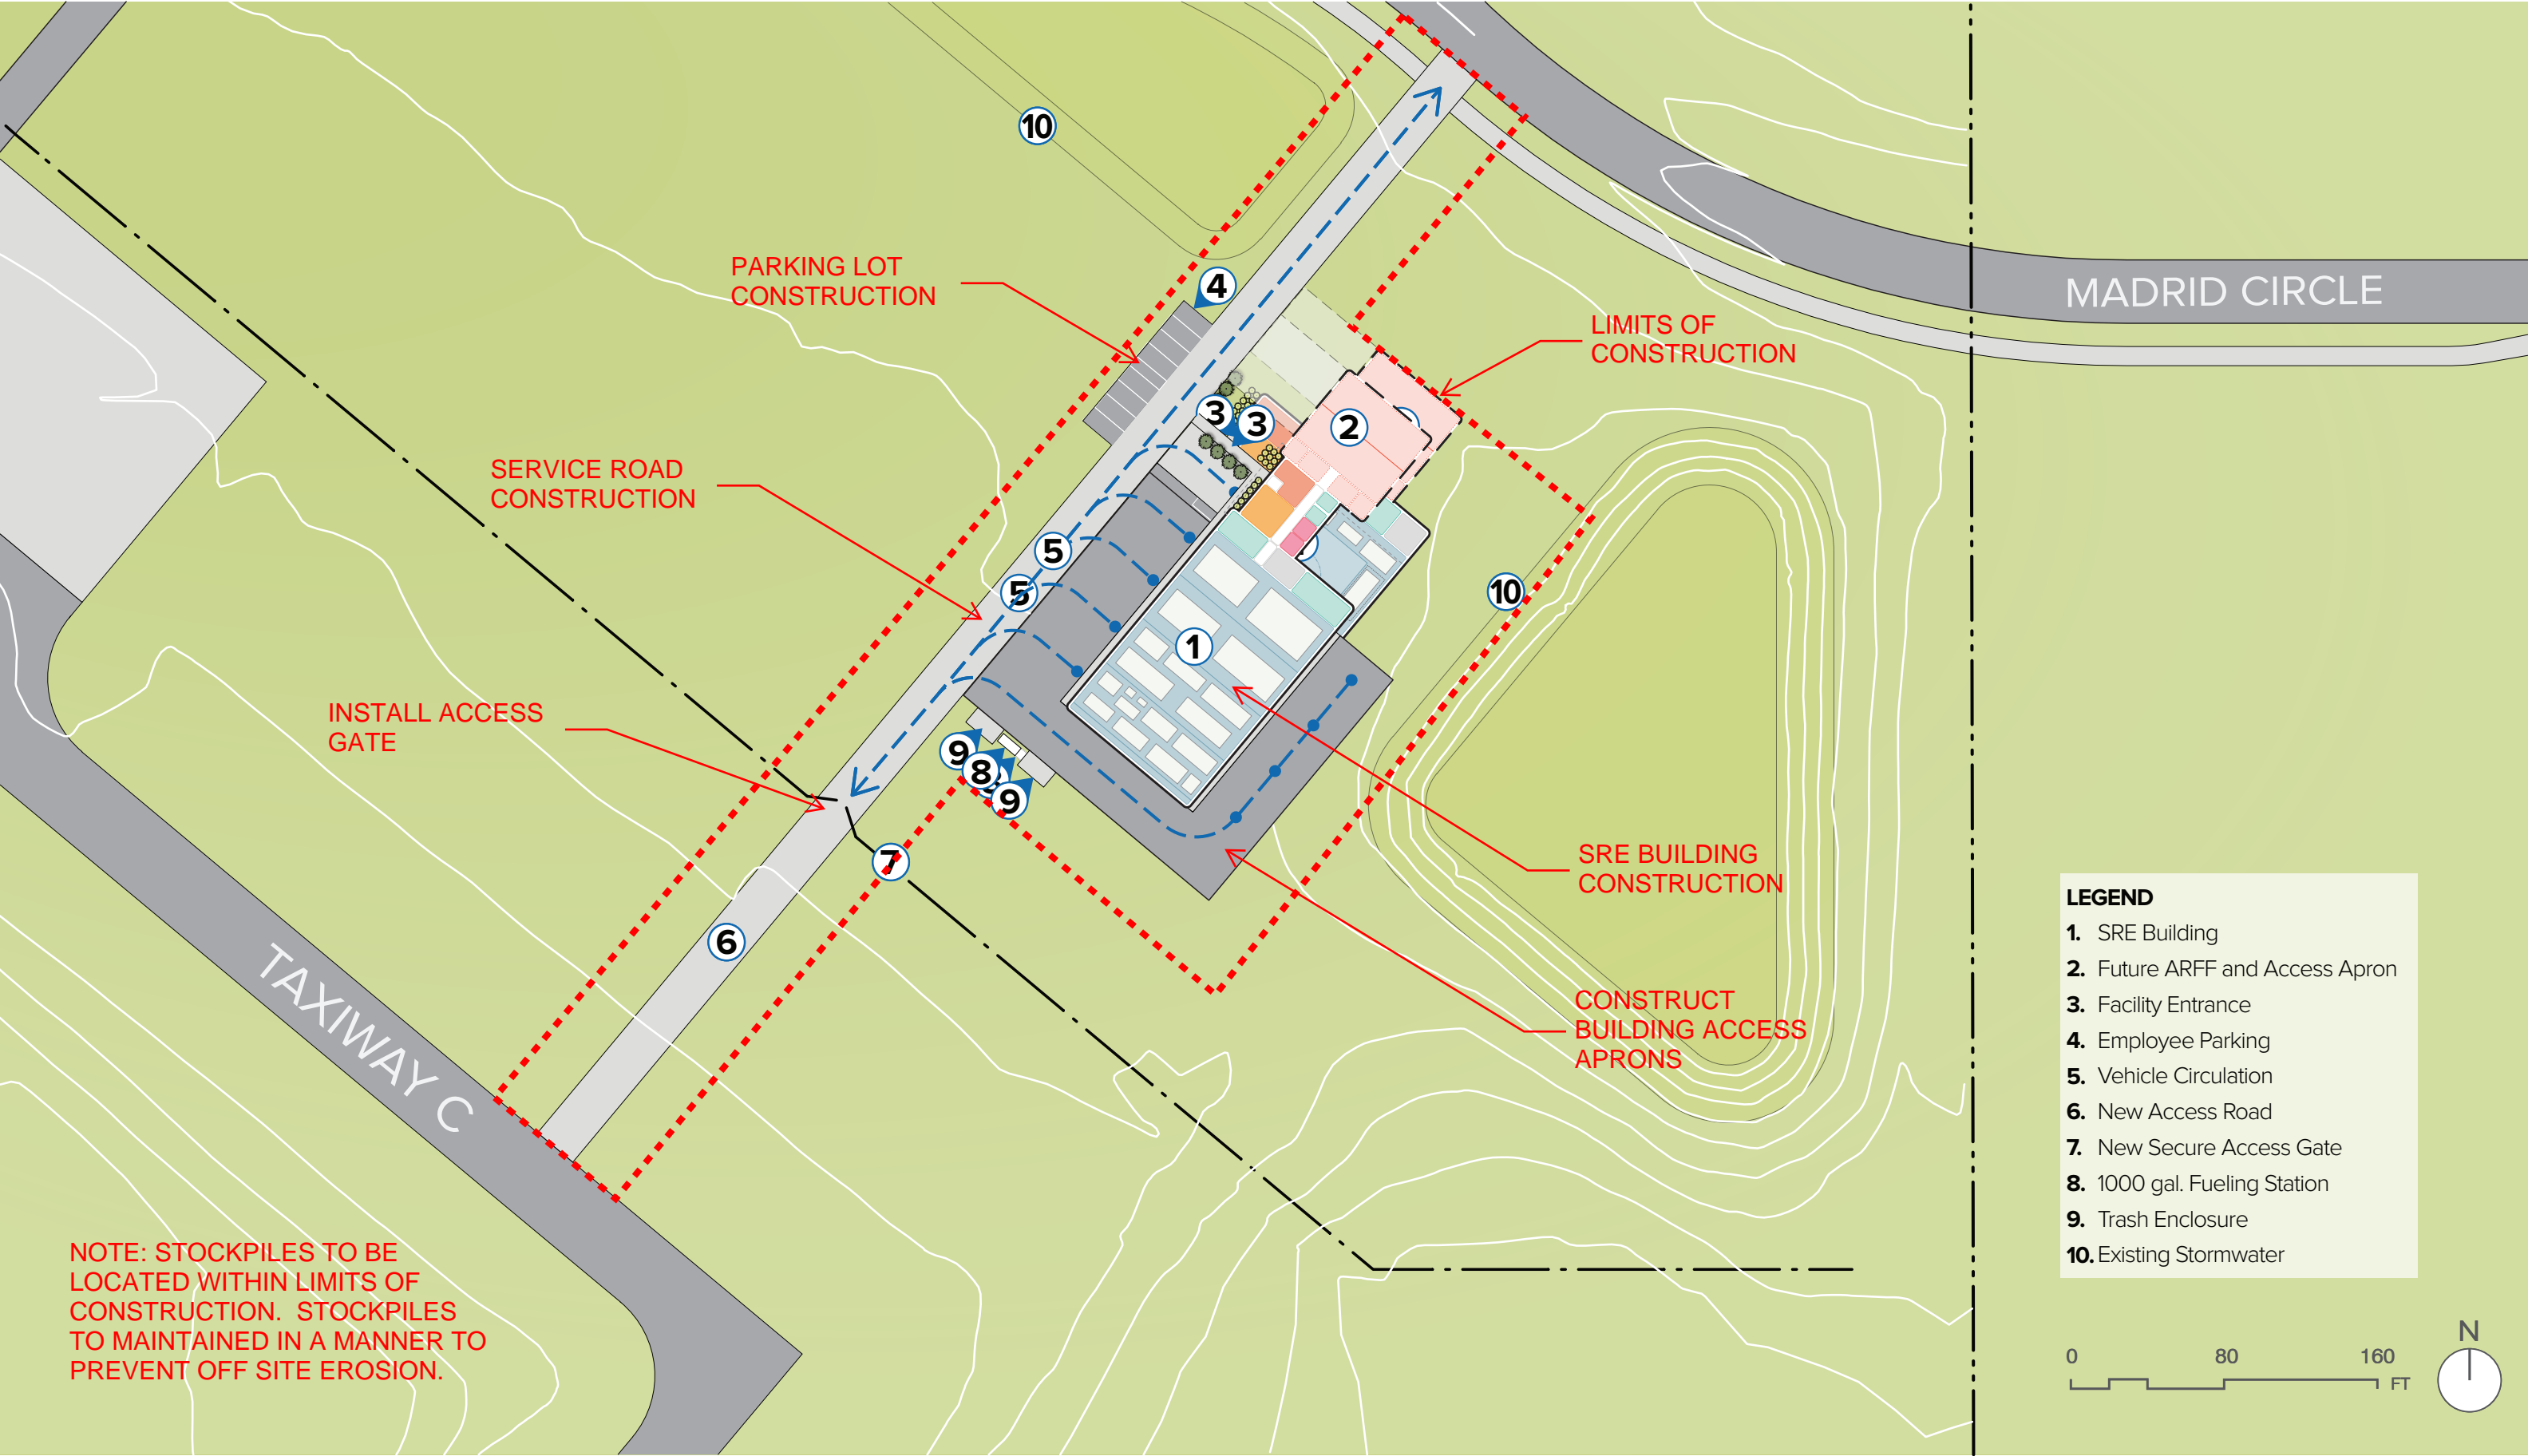 10
PARKING LOT
CONSTRUCTION
4
MADRID CIRCLE
LIMITS OF
CONSTRUCTION
3
3
2
SERVICE ROAD
CONSTRUCTION
5
5
10
1
INSTALL ACCESS
GATE
9
8
9
7
SRE BUILDING
CONSTRUCTION
6
CONSTRUCT
BUILDING ACCESS
APRONS
TAXIWAY C
NOTE: STOCKPILES TO BE
LOCATED WITHIN LIMITS OF
CONSTRUCTION. STOCKPILES
TO MAINTAINED IN A MANNER TO
PREVENT OFF SITE EROSION.
LEGEND
1. SRE Building
2. Future ARFF and Access Apron
3. Facility Entrance
4. Employee Parking
5. Vehicle Circulation
6. New Access Road
7. New Secure Access Gate
8. 1000 gal. Fueling Station
9. Trash Enclosure
10. Existing Stormwater
N
0 80 160
FT